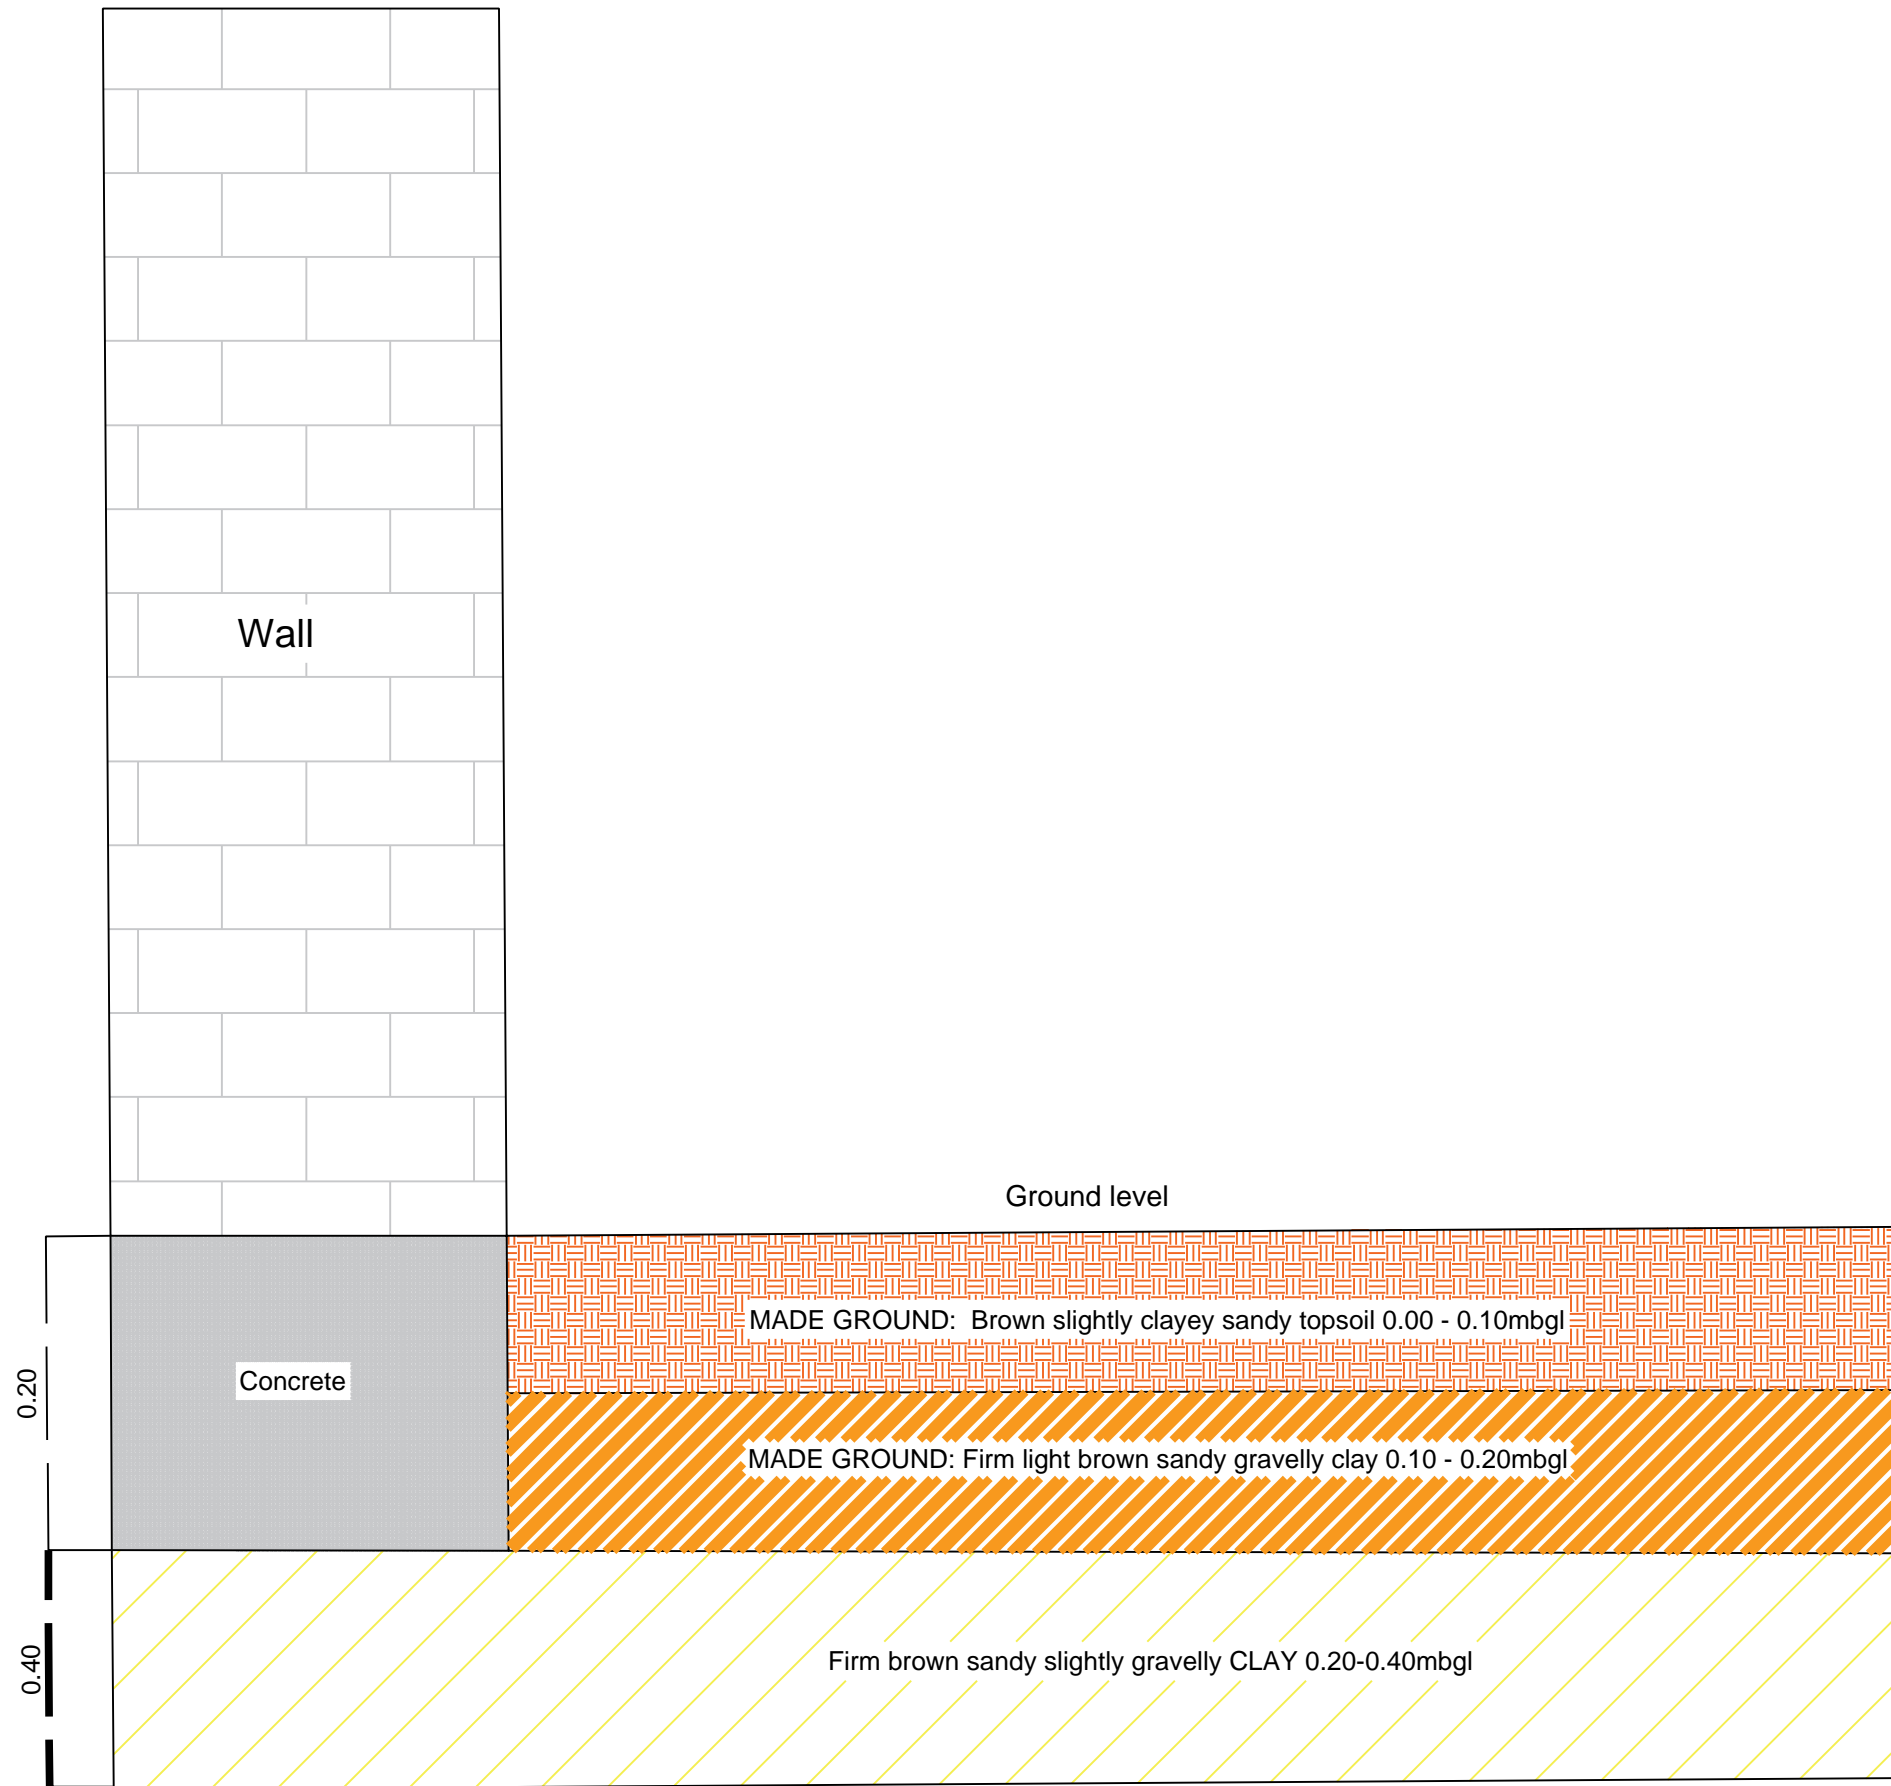 Wall
Ground level
MADE GROUND:  Brown slightly clayey sandy topsoil 0.00 - 0.10mbgl
Concrete
0.20
MADE GROUND: Firm light brown sandy gravelly clay 0.10 - 0.20mbgl
Firm brown sandy slightly gravelly CLAY 0.20-0.40mbgl
0.40